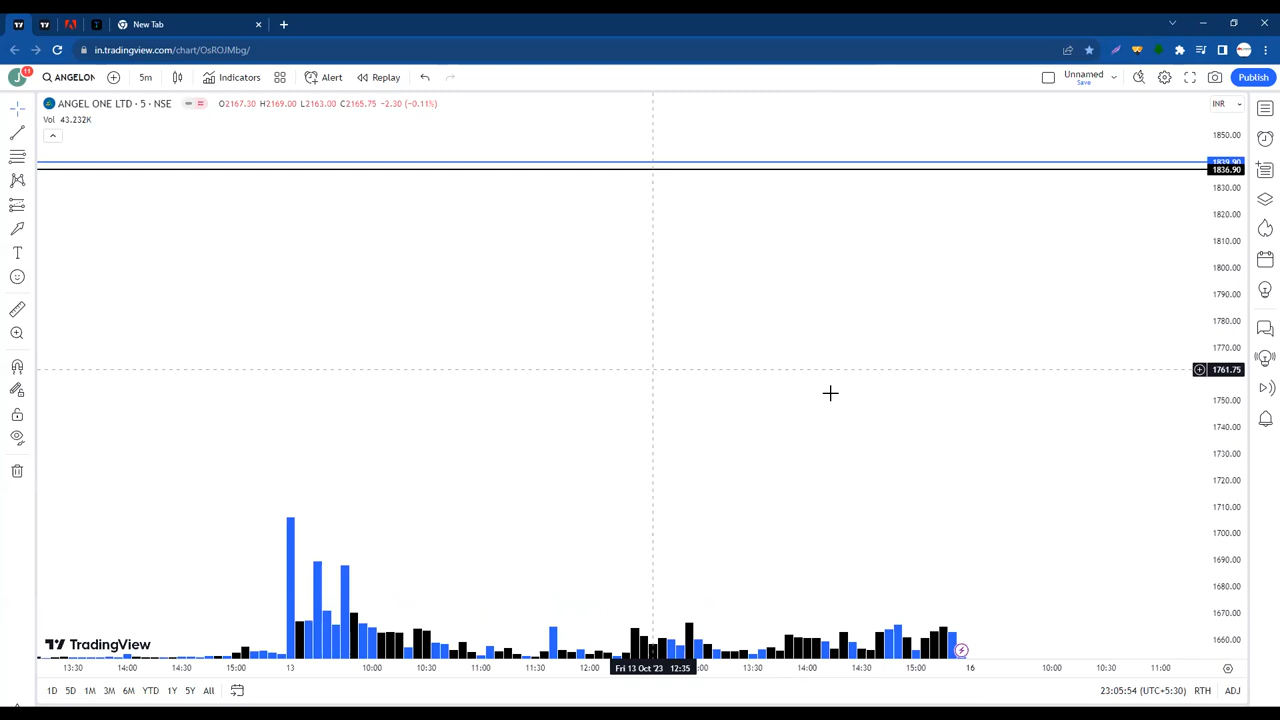 New Tab
in.tradingview.com/chart/OsROJMbg/
J 11 ANGELON 5m Indicators Alert Replay Unnamed Save Publish
ANGEL ONE LTD · 5 · NSE O2167.30 H2169.00 L2163.00 C2165.75 -2.30 (-0.11%) INR
Vol 43.232K
1850.00
1839.90
1836.90
1830.00
1820.00
1810.00
1800.00
1790.00
1780.00
1770.00
1761.75
1750.00
1740.00
1730.00
1720.00
1710.00
1700.00
1690.00
1680.00
1670.00
1660.00
TradingView
13:30 14:00 14:30 15:00 13 10:00 10:30 11:00 11:30 12:00 Fri 13 Oct '23 12:35 :00 13:30 14:00 14:30 15:00 16 10:00 10:30 11:00
1D 5D 1M 3M 6M YTD 1Y 5Y All 23:05:54 (UTC+5:30) RTH ADJ